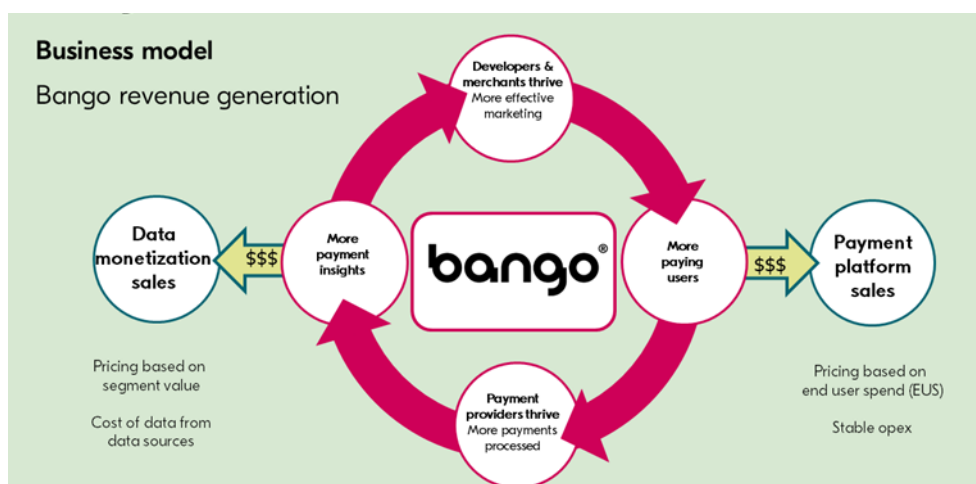 Business model
Bango revenue generation
Developers &
merchants thrive
More effective
marketing
Data
monetization
sales
$$$
More
payment
insights
bango®
More
paying
users
$$$
Payment
platform
sales
Pricing based on
segment value
Cost of data from
data sources
Payment
providers thrive
More payments
processed
Pricing based on
end user spend (EUS)
Stable opex